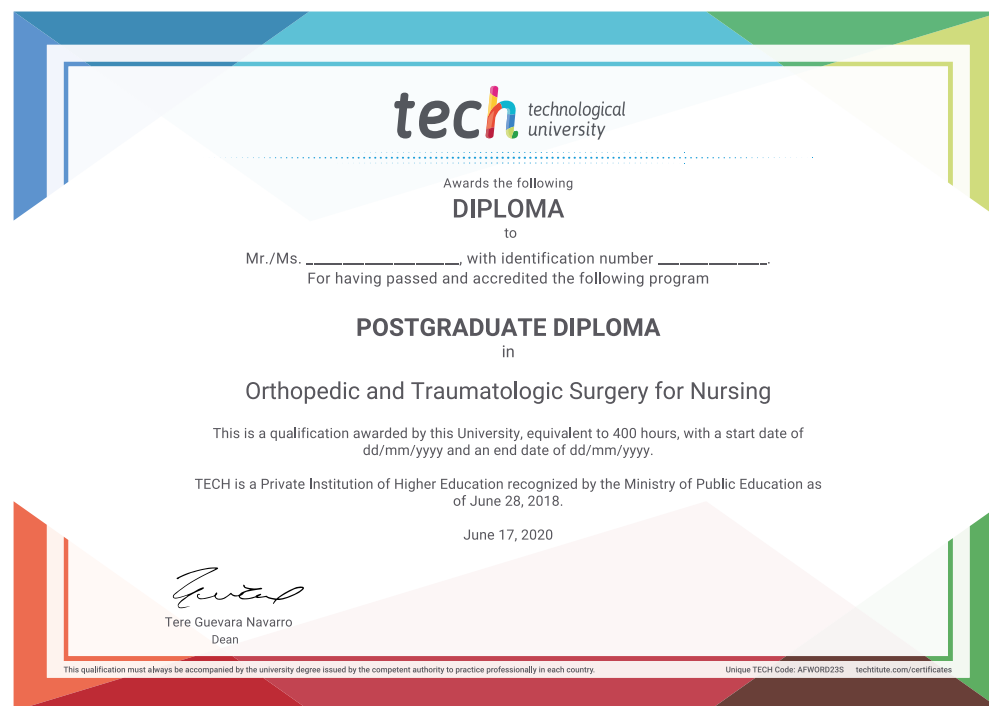 tech technological
university
Awards the following
DIPLOMA
to
Mr./Ms. ____________________, with identification number ______________.
For having passed and accredited the following program
POSTGRADUATE DIPLOMA
in
Orthopedic and Traumatologic Surgery for Nursing
This is a qualification awarded by this University, equivalent to 400 hours, with a start date of
dd/mm/yyyy and an end date of dd/mm/yyyy.
TECH is a Private Institution of Higher Education recognized by the Ministry of Public Education as
of June 28, 2018.
June 17, 2020
Tere Guevara Navarro
Dean
This qualification must always be accompanied by the university degree issued by the competent authority to practice professionally in each country. Unique TECH Code: AFWORD23S techtitute.com/certificates